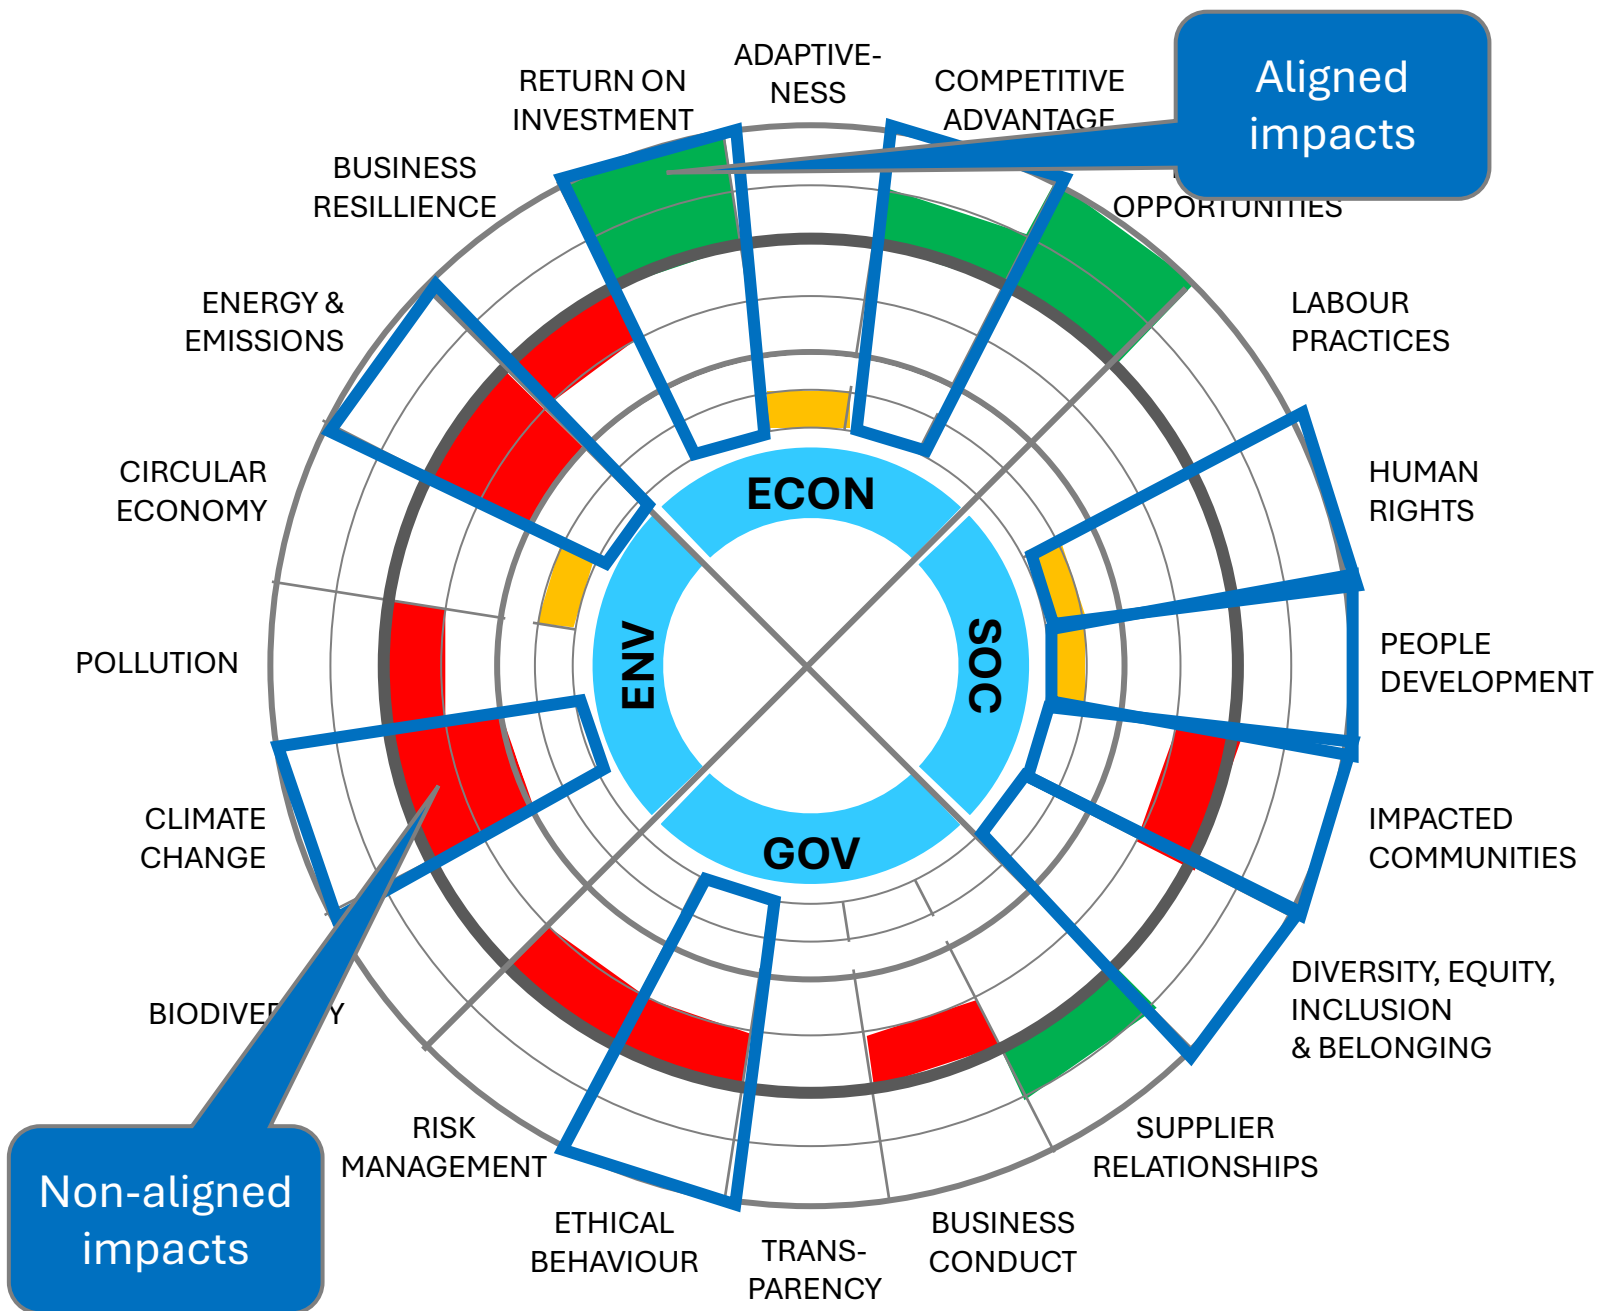 ADAPTIVE-
NESS
RETURN ON
INVESTMENT
COMPETITIVE
ADVANTAGE
Aligned
impacts
BUSINESS
RESILLIENCE
OPPORTUNITIES
ENERGY &
EMISSIONS
LABOUR
PRACTICES
CIRCULAR
ECONOMY
HUMAN
RIGHTS
ECON
ENV
SOC
GOV
POLLUTION
PEOPLE
DEVELOPMENT
CLIMATE
CHANGE
IMPACTED
COMMUNITIES
DIVERSITY, EQUITY,
INCLUSION
& BELONGING
RISK
MANAGEMENT
SUPPLIER
RELATIONSHIPS
Non-aligned
impacts
ETHICAL
BEHAVIOUR
TRANS-
PARENCY
BUSINESS
CONDUCT